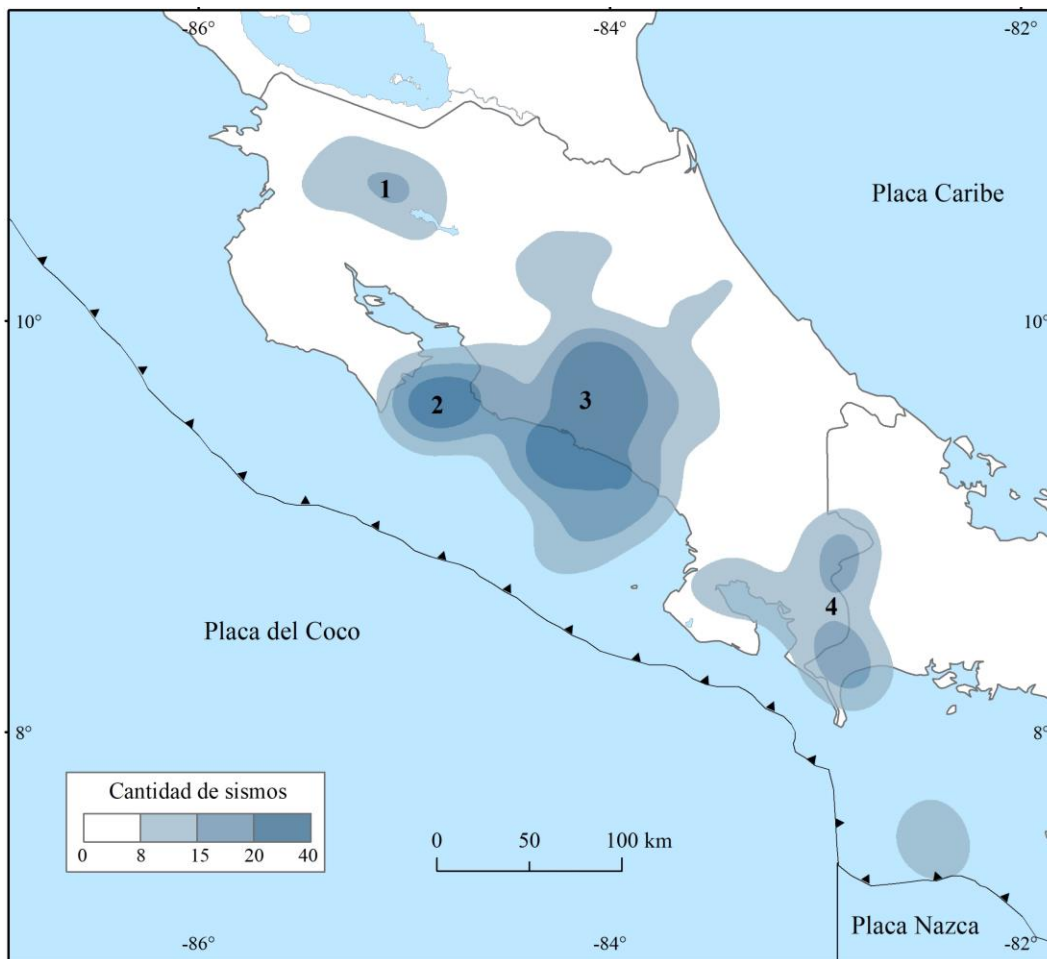 -86° -84° -82°
Placa Caribe
1
10° 10°
2 3
4
Placa del Coco
8° 8°
Cantidad de sismos
0 8 15 20 40
0 50 100 km
Placa Nazca
-86° -84° -82°